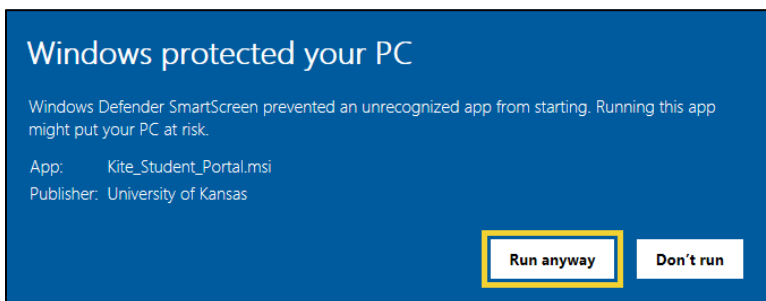 Windows protected your PC
Windows Defender SmartScreen prevented an unrecognized app from starting. Running this app
might put your PC at risk.
App: Kite_Student_Portal.msi
Publisher: University of Kansas
Run anyway Don't run